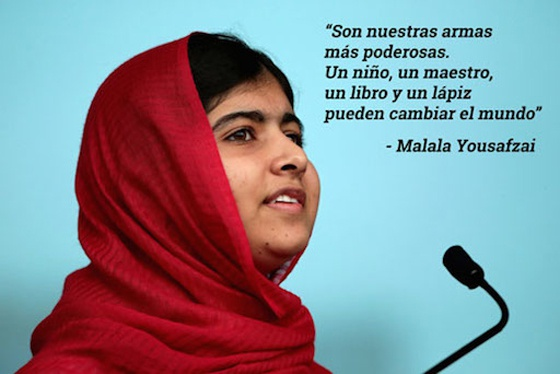 “Son nuestras armas
más poderosas.
Un niño, un maestro,
un libro y un lápiz
pueden cambiar el mundo”
- Malala Yousafzai